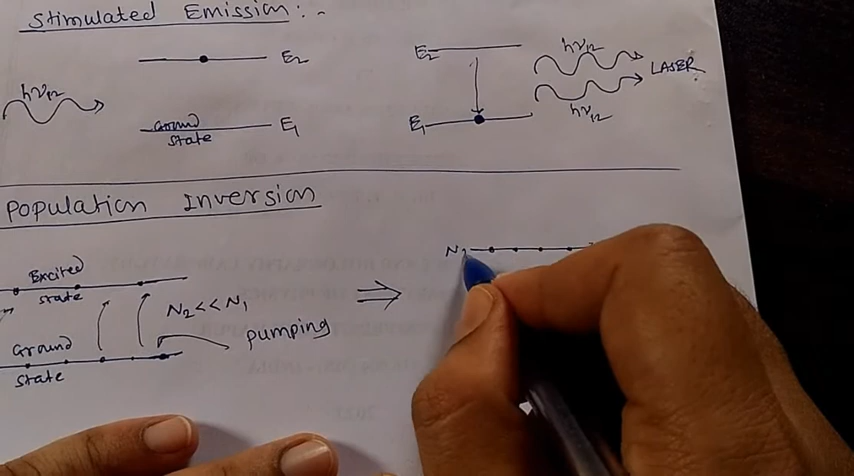 Stimulated Emission:-
hν₁₂
E₂
Ground
state
E₁
E₂
E₁
hν₁₂
hν₁₂
LASER
Population Inversion
Excited
state
N₂<<N₁
Ground
state
pumping
⇒
N₂